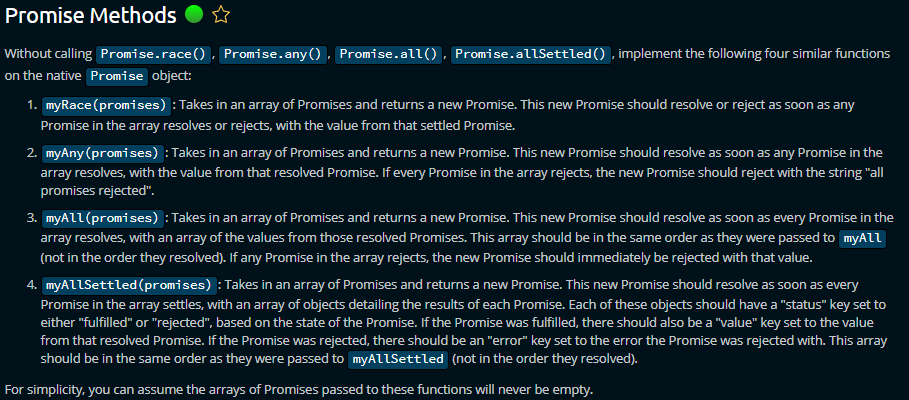 Promise Methods
Without calling Promise.race(), Promise.any(), Promise.all(), Promise.allSettled(), implement the following four similar functions
on the native Promise object:
1. myRace(promises): Takes in an array of Promises and returns a new Promise. This new Promise should resolve or reject as soon as any
Promise in the array resolves or rejects, with the value from that settled Promise.
2. myAny(promises): Takes in an array of Promises and returns a new Promise. This new Promise should resolve as soon as any Promise in the
array resolves, with the value from that resolved Promise. If every Promise in the array rejects, the new Promise should reject with the string "all
promises rejected".
3. myAll(promises): Takes in an array of Promises and returns a new Promise. This new Promise should resolve as soon as every Promise in the
array resolves, with an array of the values from those resolved Promises. This array should be in the same order as they were passed to myAll
(not in the order they resolved). If any Promise in the array rejects, the new Promise should immediately be rejected with that value.
4. myAllSettled(promises): Takes in an array of Promises and returns a new Promise. This new Promise should resolve as soon as every
Promise in the array settles, with an array of objects detailing the results of each Promise. Each of these objects should have a "status" key set to
either "fulfilled" or "rejected", based on the state of the Promise. If the Promise was fulfilled, there should also be a "value" key set to the value
from that resolved Promise. If the Promise was rejected, there should be an "error" key set to the error the Promise was rejected with. This array
should be in the same order as they were passed to myAllSettled (not in the order they resolved).
For simplicity, you can assume the arrays of Promises passed to these functions will never be empty.